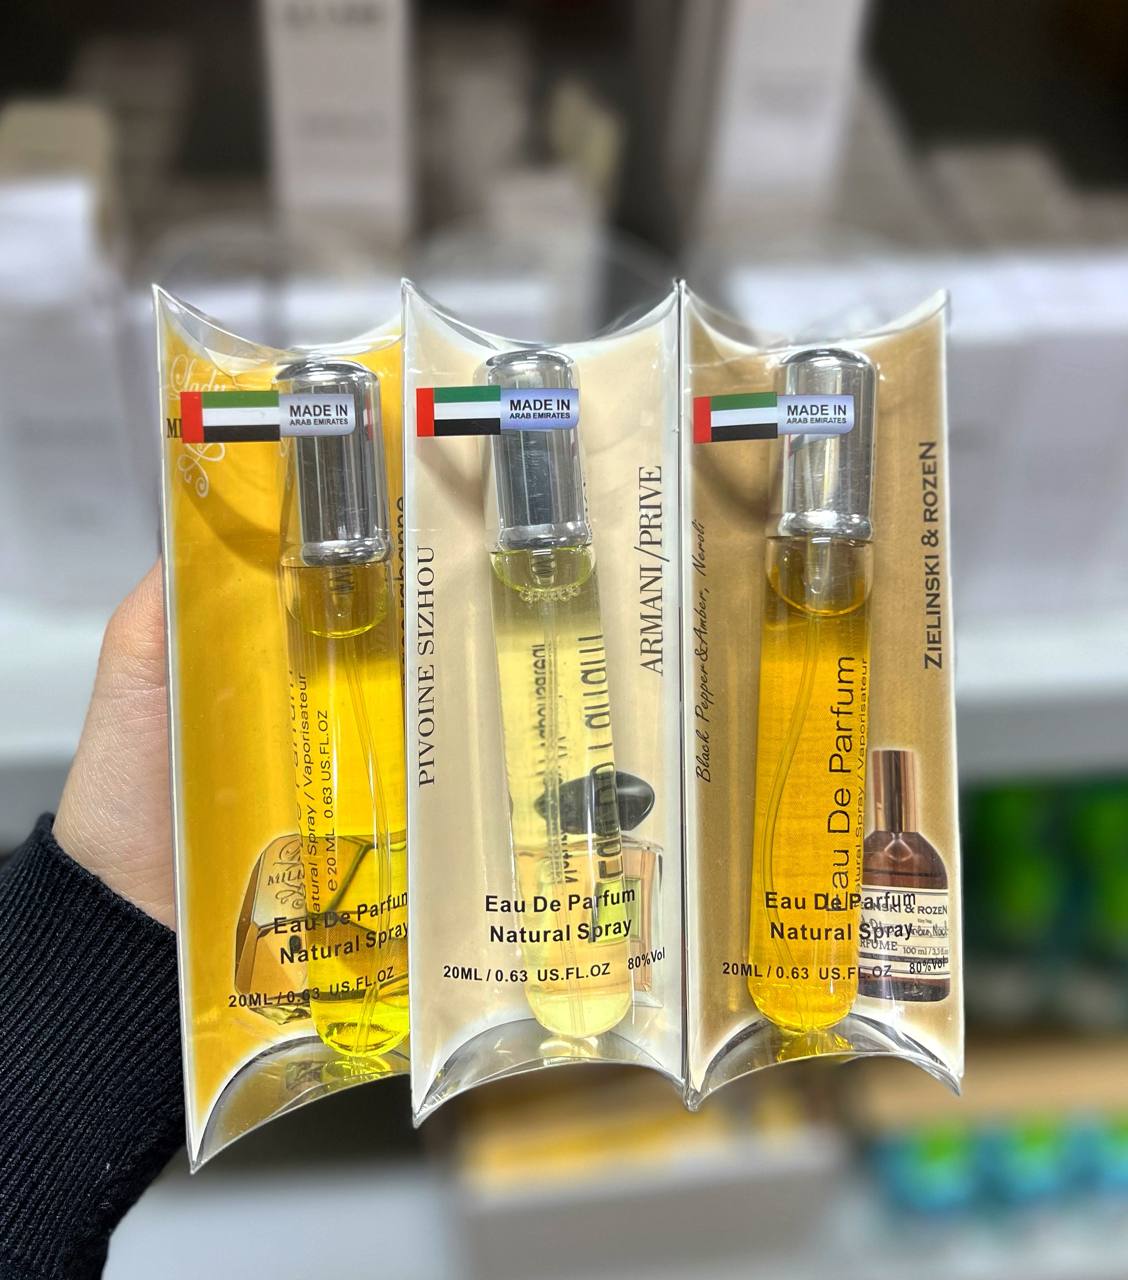 Lady
MADE IN
ARAB EMIRATES
Natural Spray / Vaporisateur
e 20 ML 0.63 US.FL.OZ
MILL
Eau De Parfum
Natural Spray
20ML / 0.63 US.FL.OZ
MADE IN
ARAB EMIRATES
PIVOINE SIZHOU
ARMANI/PRIVE
Eau De Parfum
Natural Spray
20ML / 0.63 US.FL.OZ
80%Vol
MADE IN
ARAB EMIRATES
Black Pepper & Amber, Neroli
ZIELINSKI & ROZEN
Eau De Parfum
Natural Spray / Vaporisateur
Eau De Parfum
Natural Spray
20ML / 0.63 US.FL.OZ
80%Vol
& ROZEN
100 ml